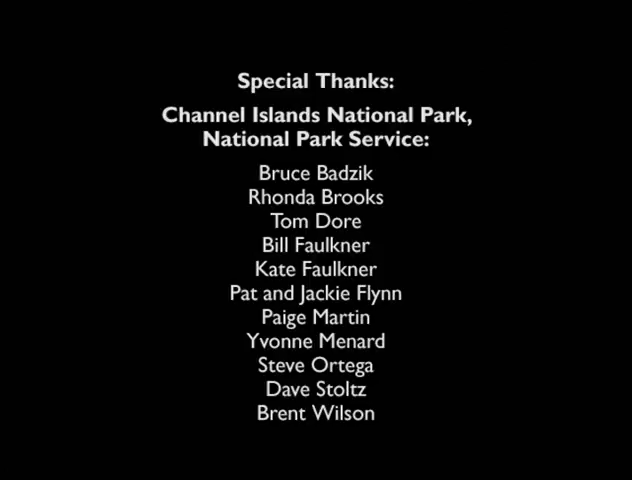 Special Thanks:
Channel Islands National Park,
National Park Service:
Bruce Badzik
Rhonda Brooks
Tom Dore
Bill Faulkner
Kate Faulkner
Pat and Jackie Flynn
Paige Martin
Yvonne Menard
Steve Ortega
Dave Stoltz
Brent Wilson